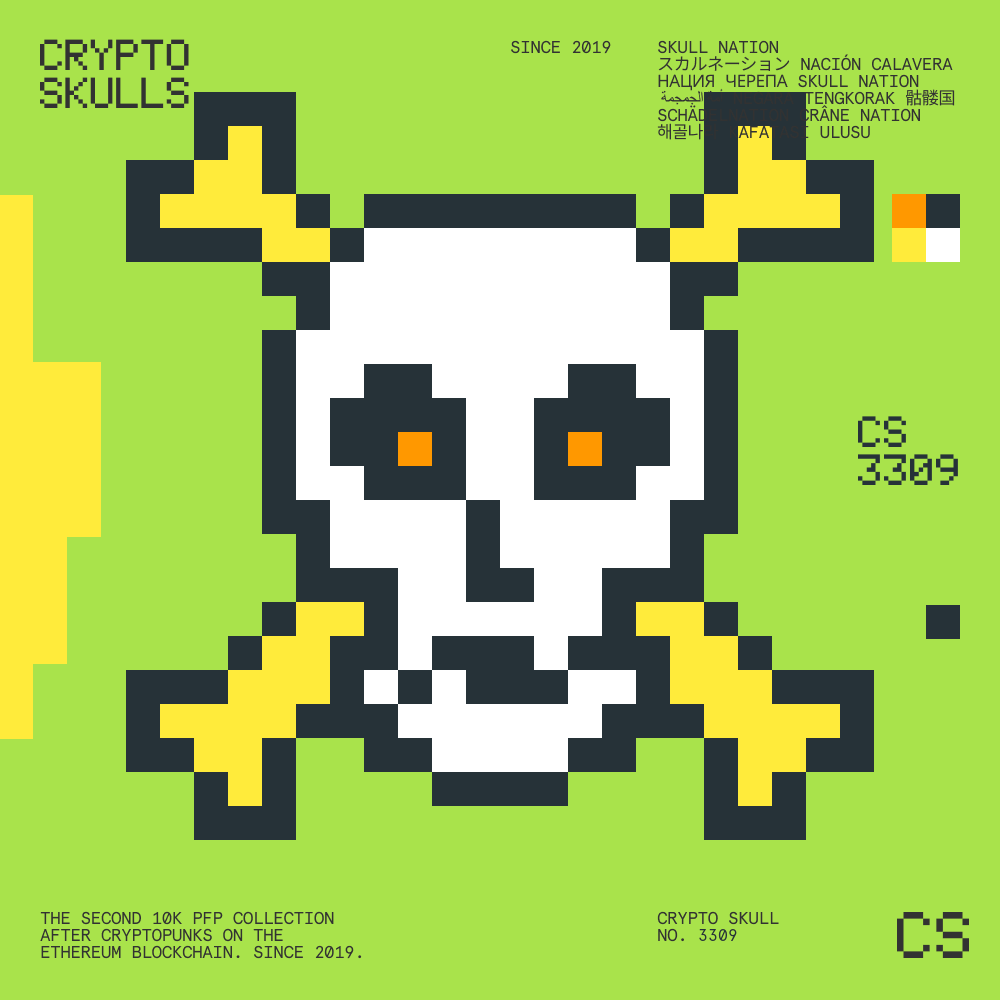 CRYPTO
SKULLS
SINCE 2019
SKULL NATION
スカルネーション NACIÓN CALAVERA
НАЦИЯ ЧЕРЕПА SKULL NATION
الجمجمة TENGKORAK 骷髅国
CRÂNE NATION
해골나 ULUSU
CS
3309
THE SECOND 10K PFP COLLECTION
AFTER CRYPTOPUNKS ON THE
ETHEREUM BLOCKCHAIN. SINCE 2019.
CRYPTO SKULL
NO. 3309
CS